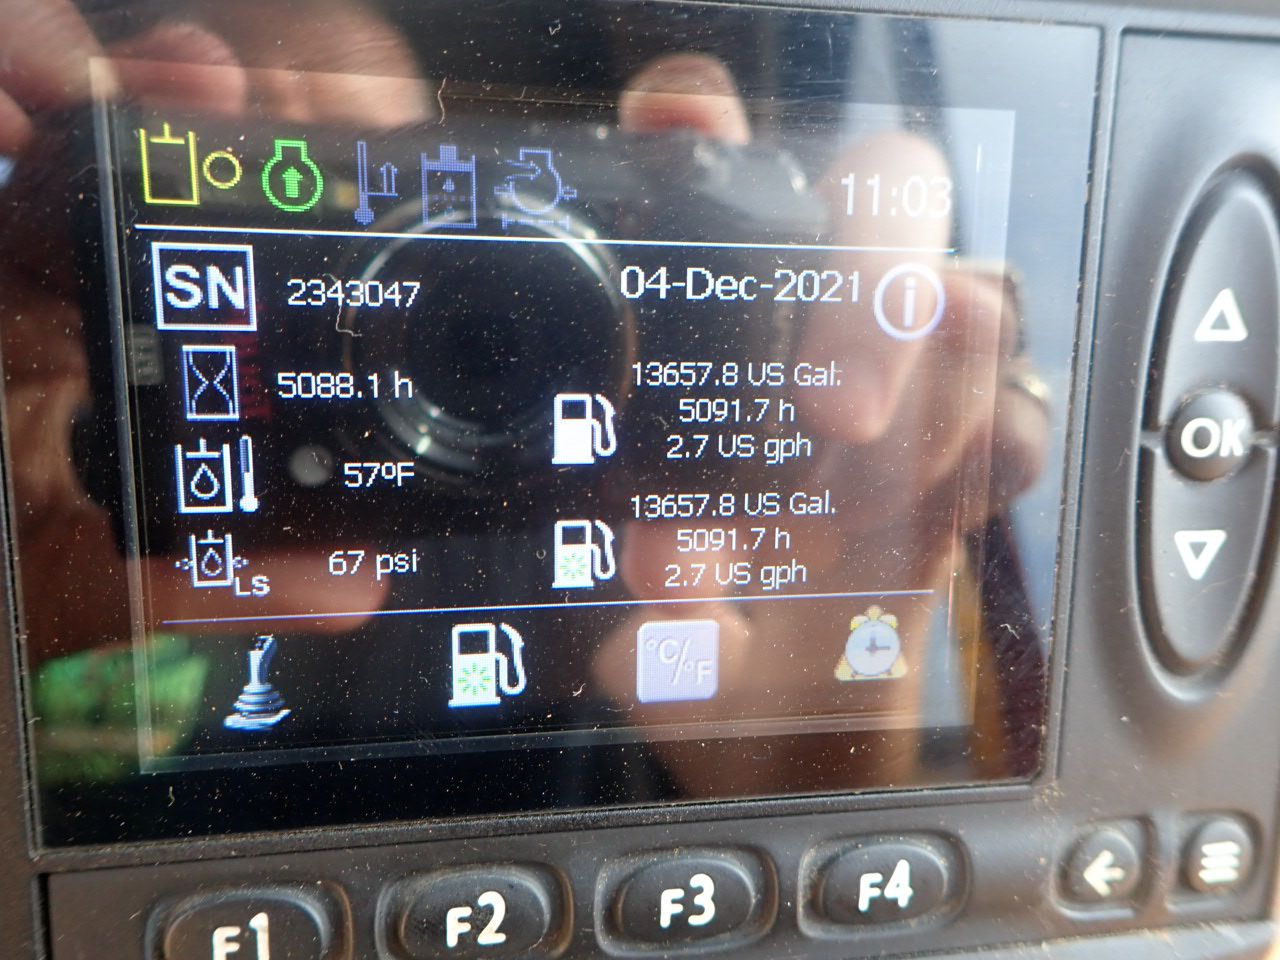 11:03
SN 2343047
04-Dec-2021 i
5088.1 h
13657.8 US Gal.
5091.7 h
2.7 US gph
57ºF
13657.8 US Gal.
5091.7 h
2.7 US gph
LS 67 psi
°C/°F
OK
F1 F2 F3 F4